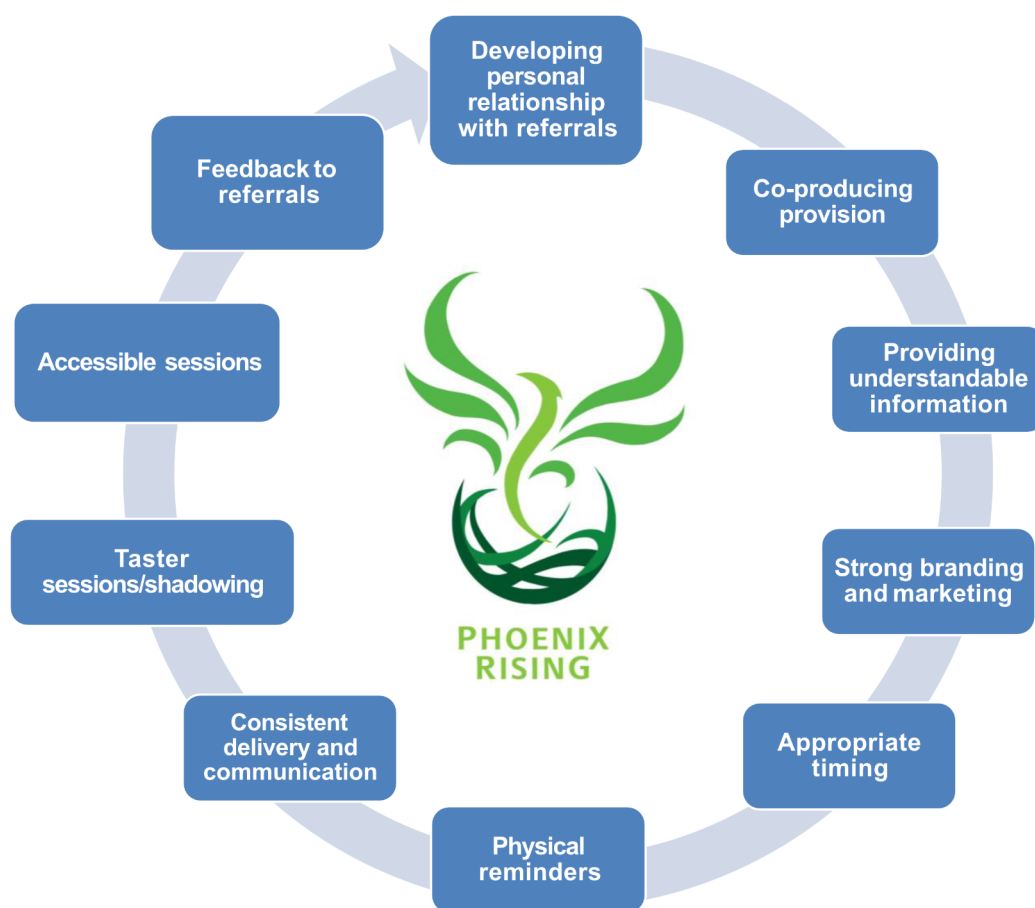 Developing
personal
relationship
with referrals
Co-producing
provision
Providing
understandable
information
Strong branding
and marketing
Appropriate
timing
Physical
reminders
Consistent
delivery and
communication
Taster
sessions/shadowing
Accessible sessions
Feedback to
referrals
PHOENIX
RISING